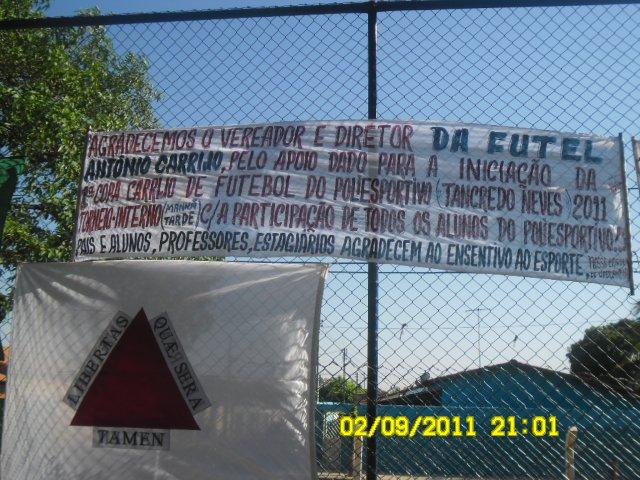 AGRADECEMOS O VEREADOR E DIRETOR DA FUTEL
ANTÔNIO CARRIJO, PELO APOIO DADO PARA A INICIAÇÃO DA
1ª COPA CARRIJO DE FUTEBOL DO POLIESPORTIVO (TANCREDO NEVES) 2011
TORNEIO INTERNO (MANHÃ TARDE) C/A PARTICIPAÇÃO DE TODOS OS ALUNOS DO POLIESPORTIVO!
PAIS E ALUNOS, PROFESSORES, ESTAGIÁRIOS AGRADECEM AO ENSENTIVO AO ESPORTE,
LIBERTAS QUÆ SERA
TAMEN
02/09/2011 21:01